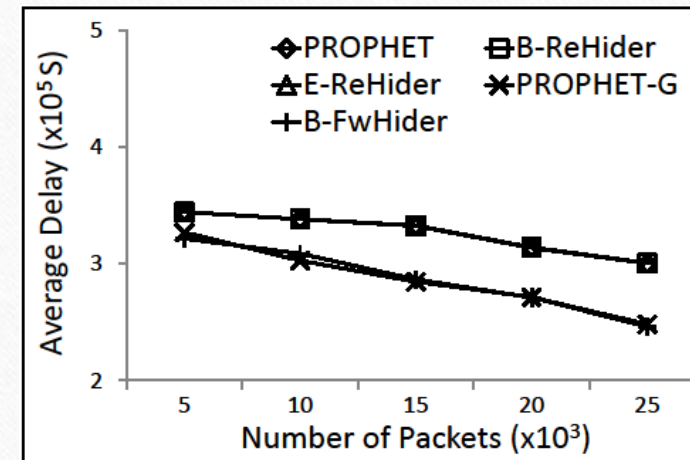 5
4
3
2
Average Delay (x10⁵ S)
PROPHET
B-ReHider
E-ReHider
PROPHET-G
B-FwHider
5 10 15 20 25
Number of Packets (x10³)